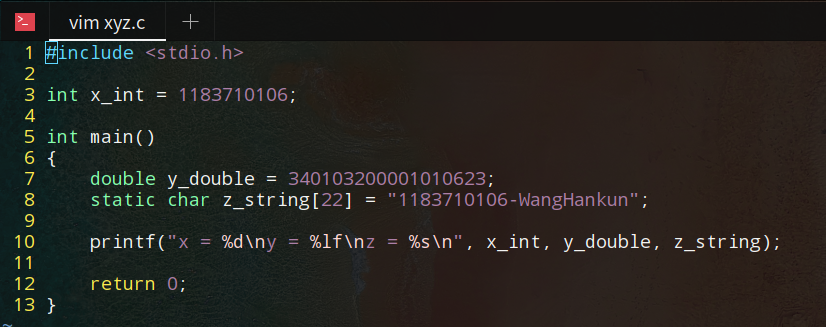 vim xyz.c
1 #include <stdio.h>
2
3 int x_int = 1183710106;
4
5 int main()
6 {
7     double y_double = 340103200001010623;
8     static char z_string[22] = "1183710106-WangHankun";
9
10     printf("x = %d\ny = %lf\nz = %s\n", x_int, y_double, z_string);
11
12     return 0;
13 }
~